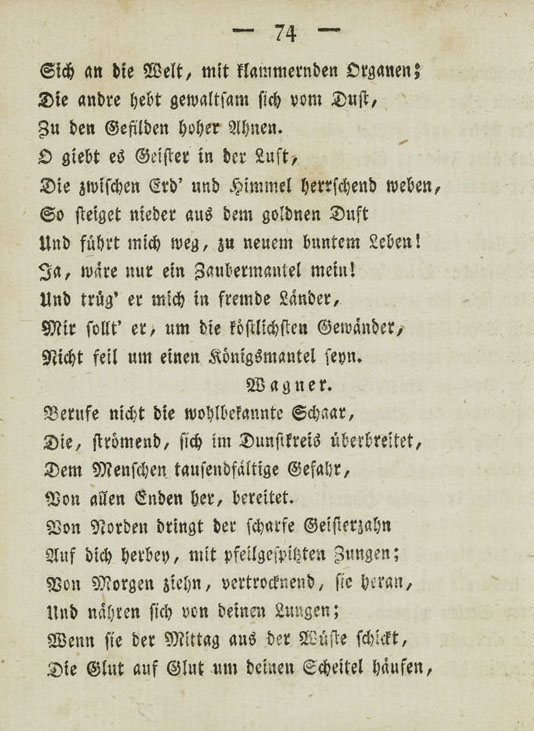 — 74 —
Sich an die Welt, mit klammernden Organen;
Die andre hebt gewaltsam sich vom Dust,
Zu den Gefilden hoher Ahnen.
O giebt es Geister in der Luft,
Die zwischen Erd' und Himmel herrschend weben,
So steiget nieder aus dem goldnen Duft
Und führt mich weg, zu neuem buntem Leben!
Ja, wäre nur ein Zaubermantel mein!
Und trüg' er mich in fremde Länder,
Mir sollt' er, um die köstlichsten Gewänder,
Nicht feil um einen Königsmantel seyn.
Wagner.
Berufe nicht die wohlbekannte Schaar,
Die, strömend, sich im Dunstkreis überbreitet,
Dem Menschen tausendfältige Gefahr,
Von allen Enden her, bereitet.
Von Norden dringt der scharfe Geisterzahn
Auf dich herbey, mit pfeilgespitzten Zungen;
Von Morgen ziehn, vertrocknend, sie heran,
Und nähren sich von deinen Lungen;
Wenn sie der Mittag aus der Wüste schickt,
Die Glut auf Glut um deinen Scheitel häufen,